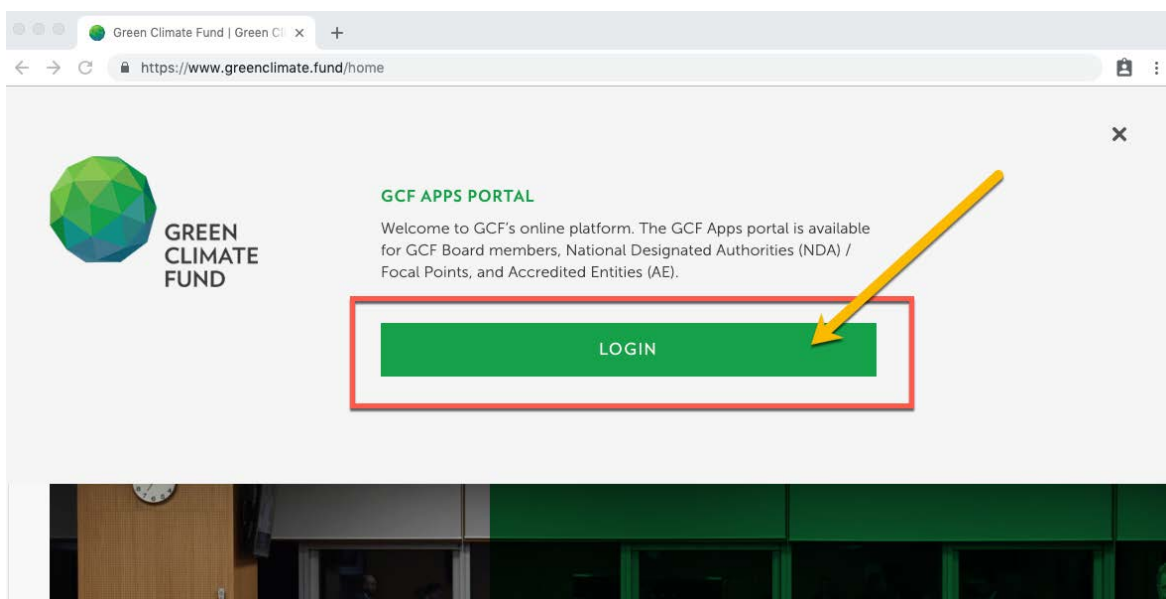 Green Climate Fund | Green Cli
https://www.greenclimate.fund/home
GREEN
CLIMATE
FUND
GCF APPS PORTAL
Welcome to GCF's online platform. The GCF Apps portal is available
for GCF Board members, National Designated Authorities (NDA) /
Focal Points, and Accredited Entities (AE).
LOGIN